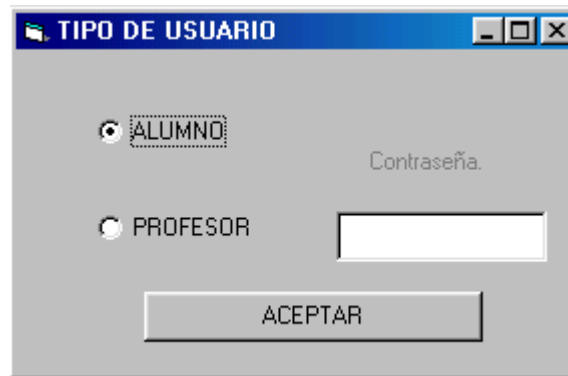 TIPO DE USUARIO
ALUMNO
Contraseña.
PROFESOR
ACEPTAR